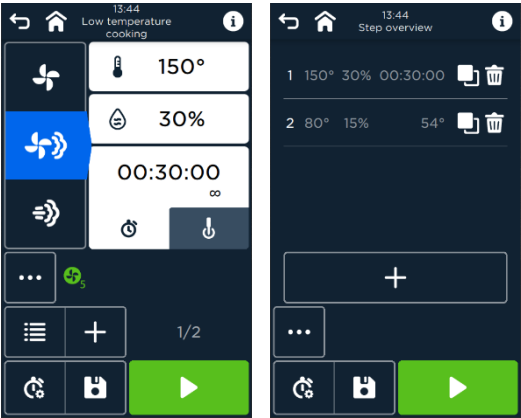 13:44
Low temperature
cooking
i
150°
30%
00:30:00
∞
5
1/2
13:44
Step overview
i
1 150° 30% 00:30:00
2 80° 15% 54°